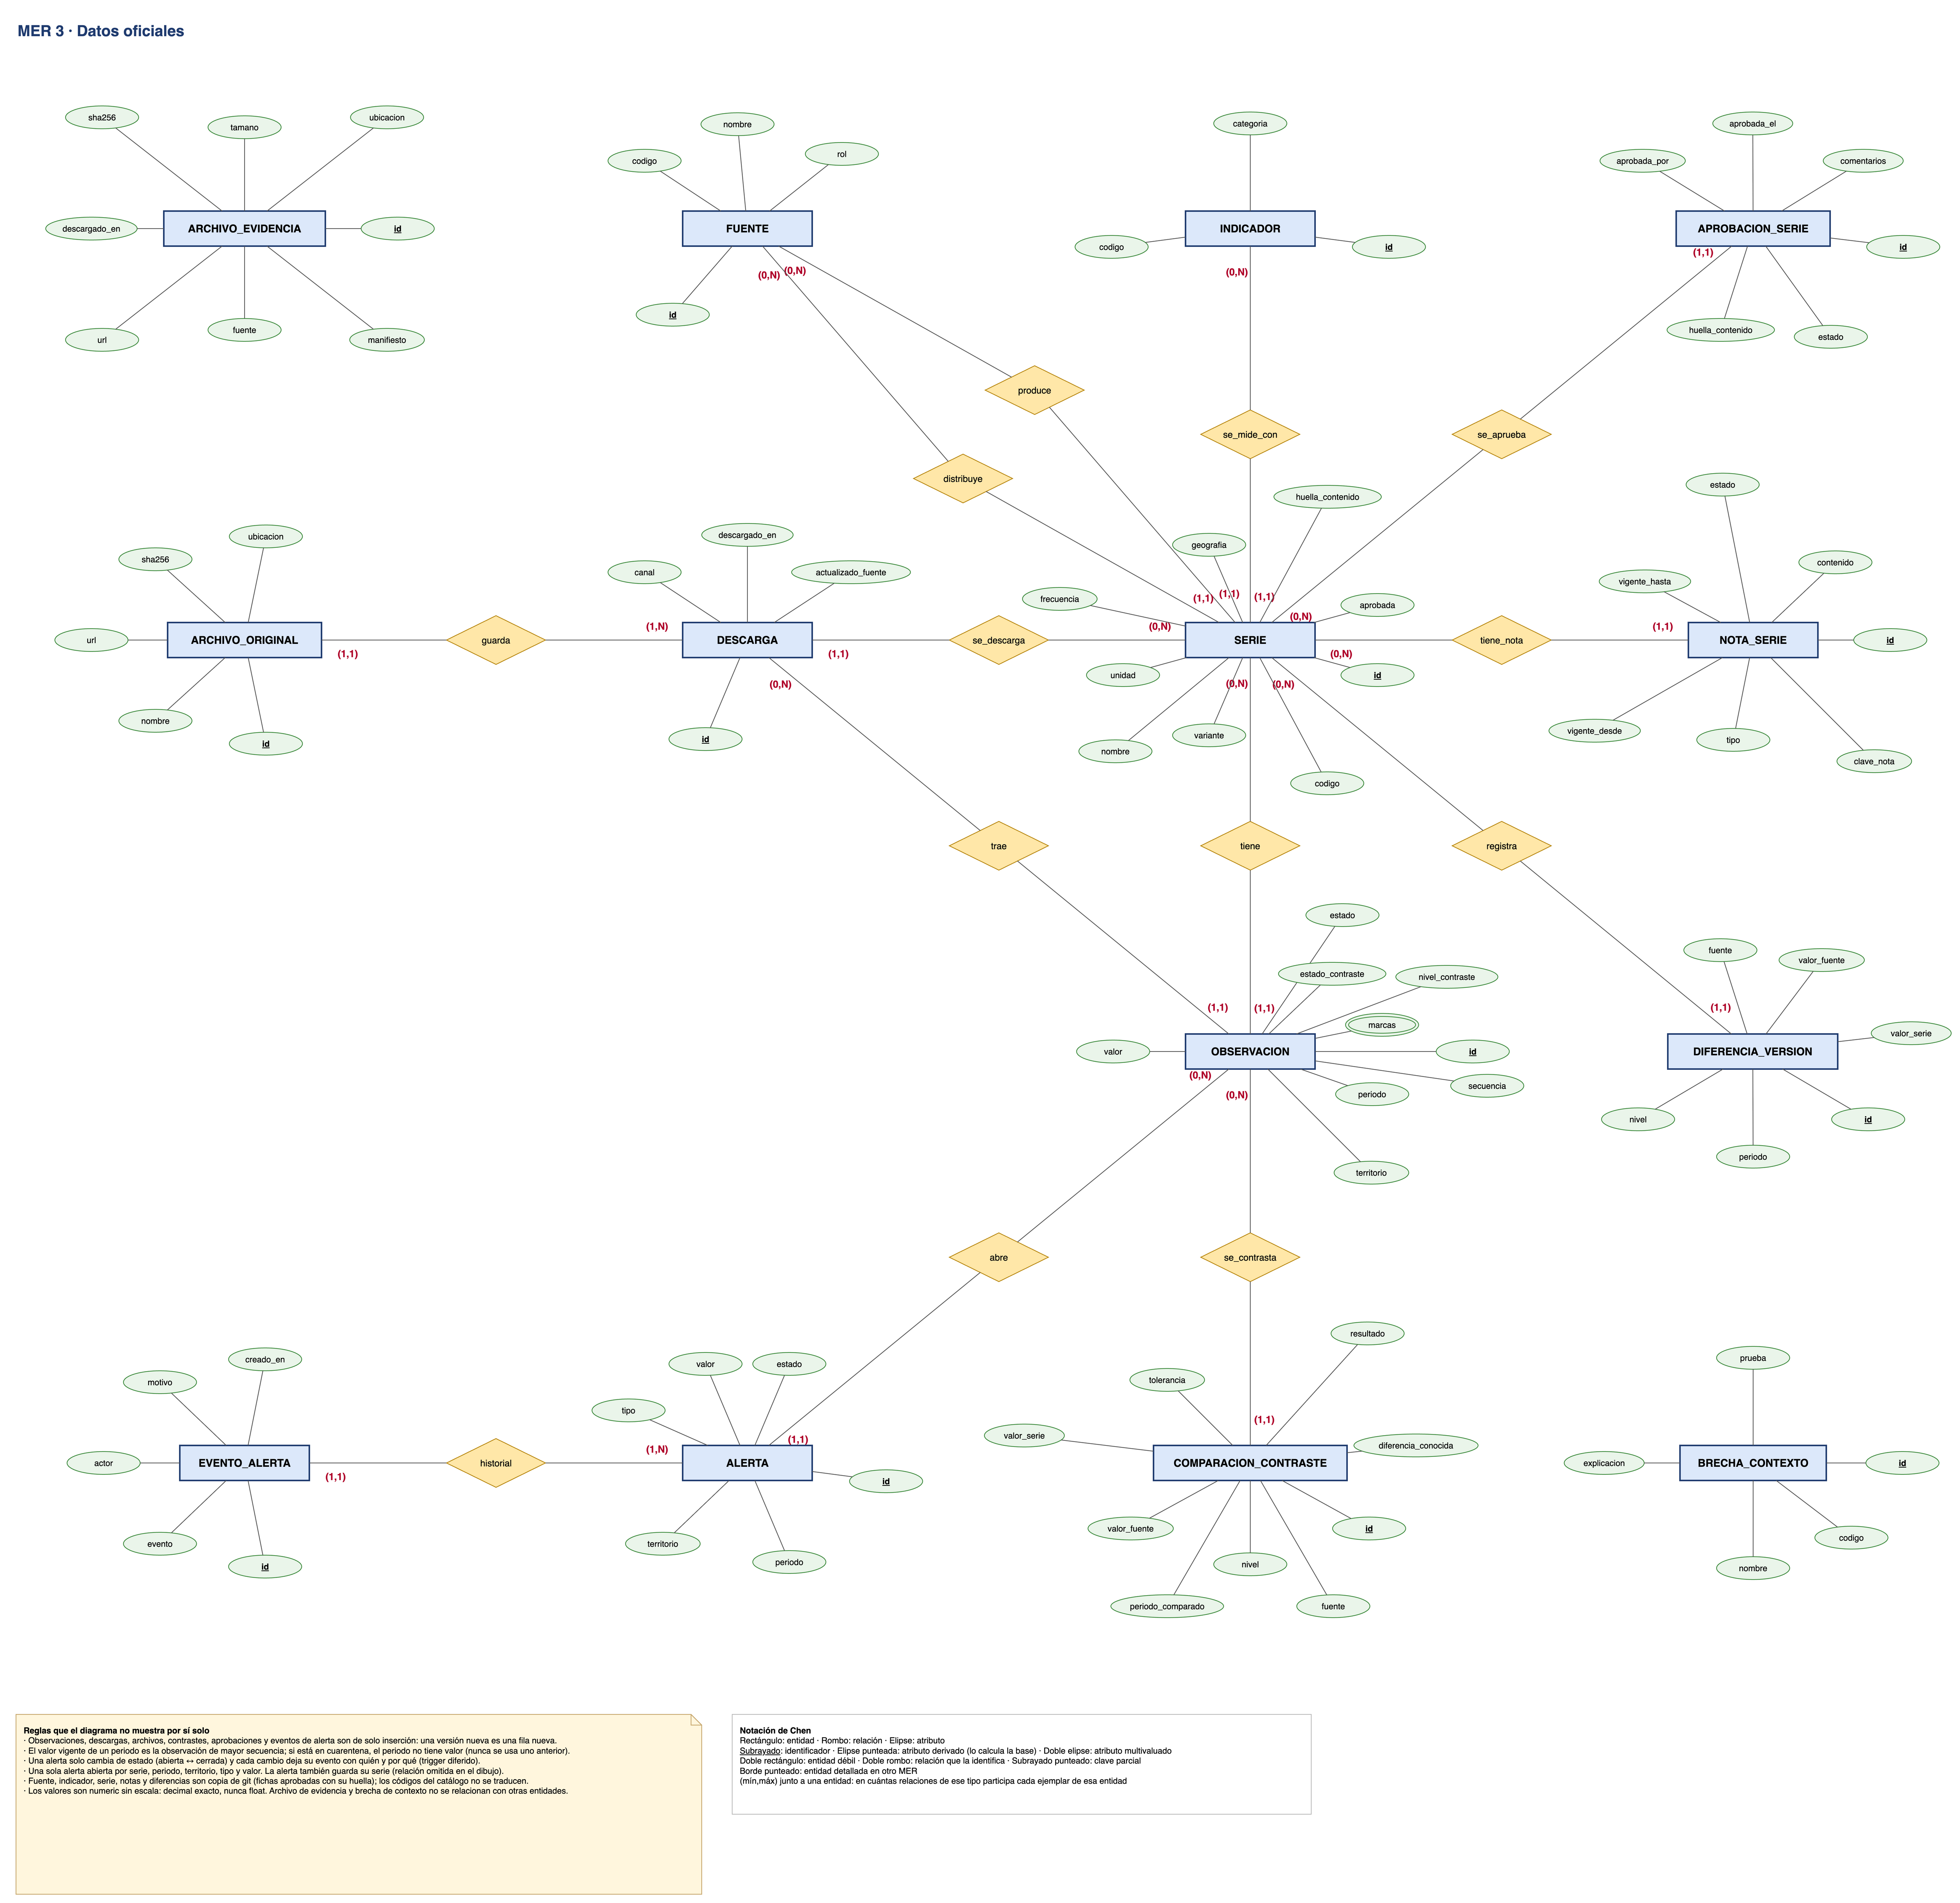 MER 3 · Datos oficiales
sha256
tamano
ubicacion
descargado_en
ARCHIVO_EVIDENCIA
id
url
fuente
manifiesto
nombre
codigo
rol
FUENTE
(0,N)
(0,N)
id
categoria
INDICADOR
codigo
id
(0,N)
aprobada_el
aprobada_por
comentarios
APROBACION_SERIE
id
(1,1)
huella_contenido
estado
produce
se_mide_con
se_aprueba
distribuye
ubicacion
sha256
url
ARCHIVO_ORIGINAL
(1,1)
nombre
id
guarda
descargado_en
canal
actualizado_fuente
(1,N)
DESCARGA
(1,1)
(0,N)
id
se_descarga
huella_contenido
geografia
frecuencia
(1,1)
(1,1)
(1,1)
aprobada
(0,N)
(0,N)
SERIE
(0,N)
unidad
id
(0,N)
(0,N)
nombre
variante
codigo
tiene_nota
estado
contenido
vigente_hasta
(1,1)
NOTA_SERIE
id
vigente_desde
tipo
clave_nota
trae
tiene
registra
estado
estado_contraste
nivel_contraste
(1,1)
(1,1)
marcas
valor
OBSERVACION
id
(0,N)
secuencia
(0,N)
periodo
territorio
fuente
valor_fuente
(1,1)
valor_serie
DIFERENCIA_VERSION
nivel
id
periodo
abre
se_contrasta
creado_en
motivo
actor
EVENTO_ALERTA
(1,1)
evento
id
historial
valor
estado
tipo
(1,N)
(1,1)
ALERTA
id
territorio
periodo
resultado
tolerancia
(1,1)
valor_serie
diferencia_conocida
COMPARACION_CONTRASTE
valor_fuente
id
nivel
periodo_comparado
fuente
prueba
explicacion
BRECHA_CONTEXTO
id
codigo
nombre
Reglas que el diagrama no muestra por sí solo
· Observaciones, descargas, archivos, contrastes, aprobaciones y eventos de alerta son de solo inserción: una versión nueva es una fila nueva.
· El valor vigente de un periodo es la observación de mayor secuencia; si está en cuarentena, el periodo no tiene valor (nunca se usa uno anterior).
· Una alerta solo cambia de estado (abierta ↔ cerrada) y cada cambio deja su evento con quién y por qué (trigger diferido).
· Una sola alerta abierta por serie, periodo, territorio, tipo y valor. La alerta también guarda su serie (relación omitida en el dibujo).
· Fuente, indicador, serie, notas y diferencias son copia de git (fichas aprobadas con su huella); los códigos del catálogo no se traducen.
· Los valores son numeric sin escala: decimal exacto, nunca float. Archivo de evidencia y brecha de contexto no se relacionan con otras entidades.
Notación de Chen
Rectángulo: entidad · Rombo: relación · Elipse: atributo
Subrayado: identificador · Elipse punteada: atributo derivado (lo calcula la base) · Doble elipse: atributo multivaluado
Doble rectángulo: entidad débil · Doble rombo: relación que la identifica · Subrayado punteado: clave parcial
Borde punteado: entidad detallada en otro MER
(mín,máx) junto a una entidad: en cuántas relaciones de ese tipo participa cada ejemplar de esa entidad